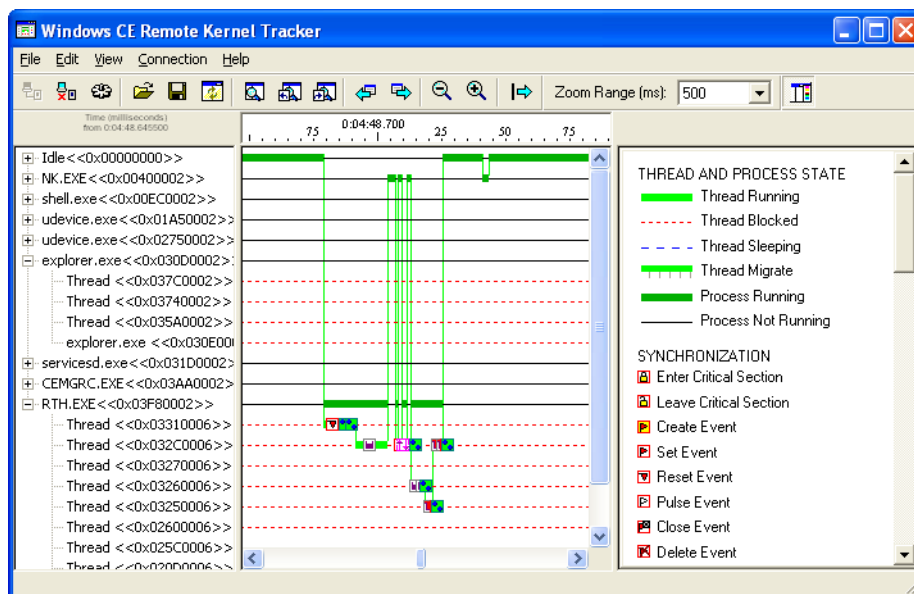 Windows CE Remote Kernel Tracker
File Edit View Connection Help
Zoom Range (ms): 500
Time (milliseconds)
from 0:04:48.645500
75 0:04:48.700 25 50 75
Idle<<0x00000000>>
NK.EXE<<0x00400002>>
shell.exe<<0x00EC0002>>
udevice.exe<<0x01A50002>>
udevice.exe<<0x02750002>>
explorer.exe<<0x030D0002>>
Thread <<0x037C0002>>
Thread <<0x03740002>>
Thread <<0x035A0002>>
explorer.exe <<0x030E00
servicesd.exe<<0x031D0002>
CEMGRC.EXE<<0x03AA0002>>
RTH.EXE<<0x03F80002>>
Thread <<0x03310006>>
Thread <<0x032C0006>>
Thread <<0x03270006>>
Thread <<0x03260006>>
Thread <<0x03250006>>
Thread <<0x02600006>>
Thread <<0x025C0006>>
Thread <<0x020D0006>>
THREAD AND PROCESS STATE
Thread Running
Thread Blocked
Thread Sleeping
Thread Migrate
Process Running
Process Not Running
SYNCHRONIZATION
Enter Critical Section
Leave Critical Section
Create Event
Set Event
Reset Event
Pulse Event
Close Event
Delete Event